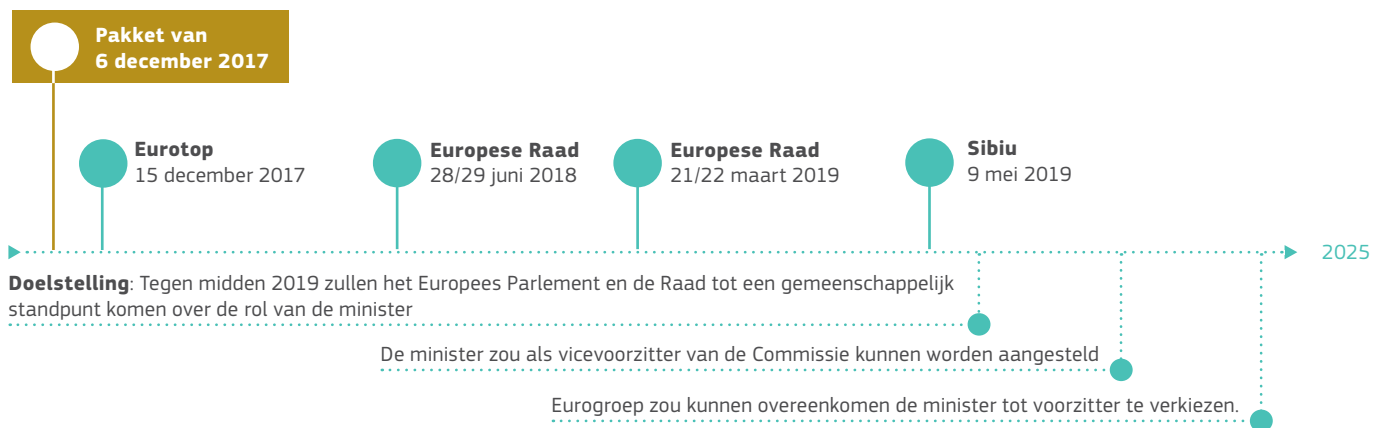 Pakket van
6 december 2017
Eurotop
15 december 2017
Europese Raad
28/29 juni 2018
Europese Raad
21/22 maart 2019
Sibiu
9 mei 2019
2025
Doelstelling: Tegen midden 2019 zullen het Europees Parlement en de Raad tot een gemeenschappelijk
standpunt komen over de rol van de minister
De minister zou als vicevoorzitter van de Commissie kunnen worden aangesteld
Eurogroep zou kunnen overeenkomen de minister tot voorzitter te verkiezen.